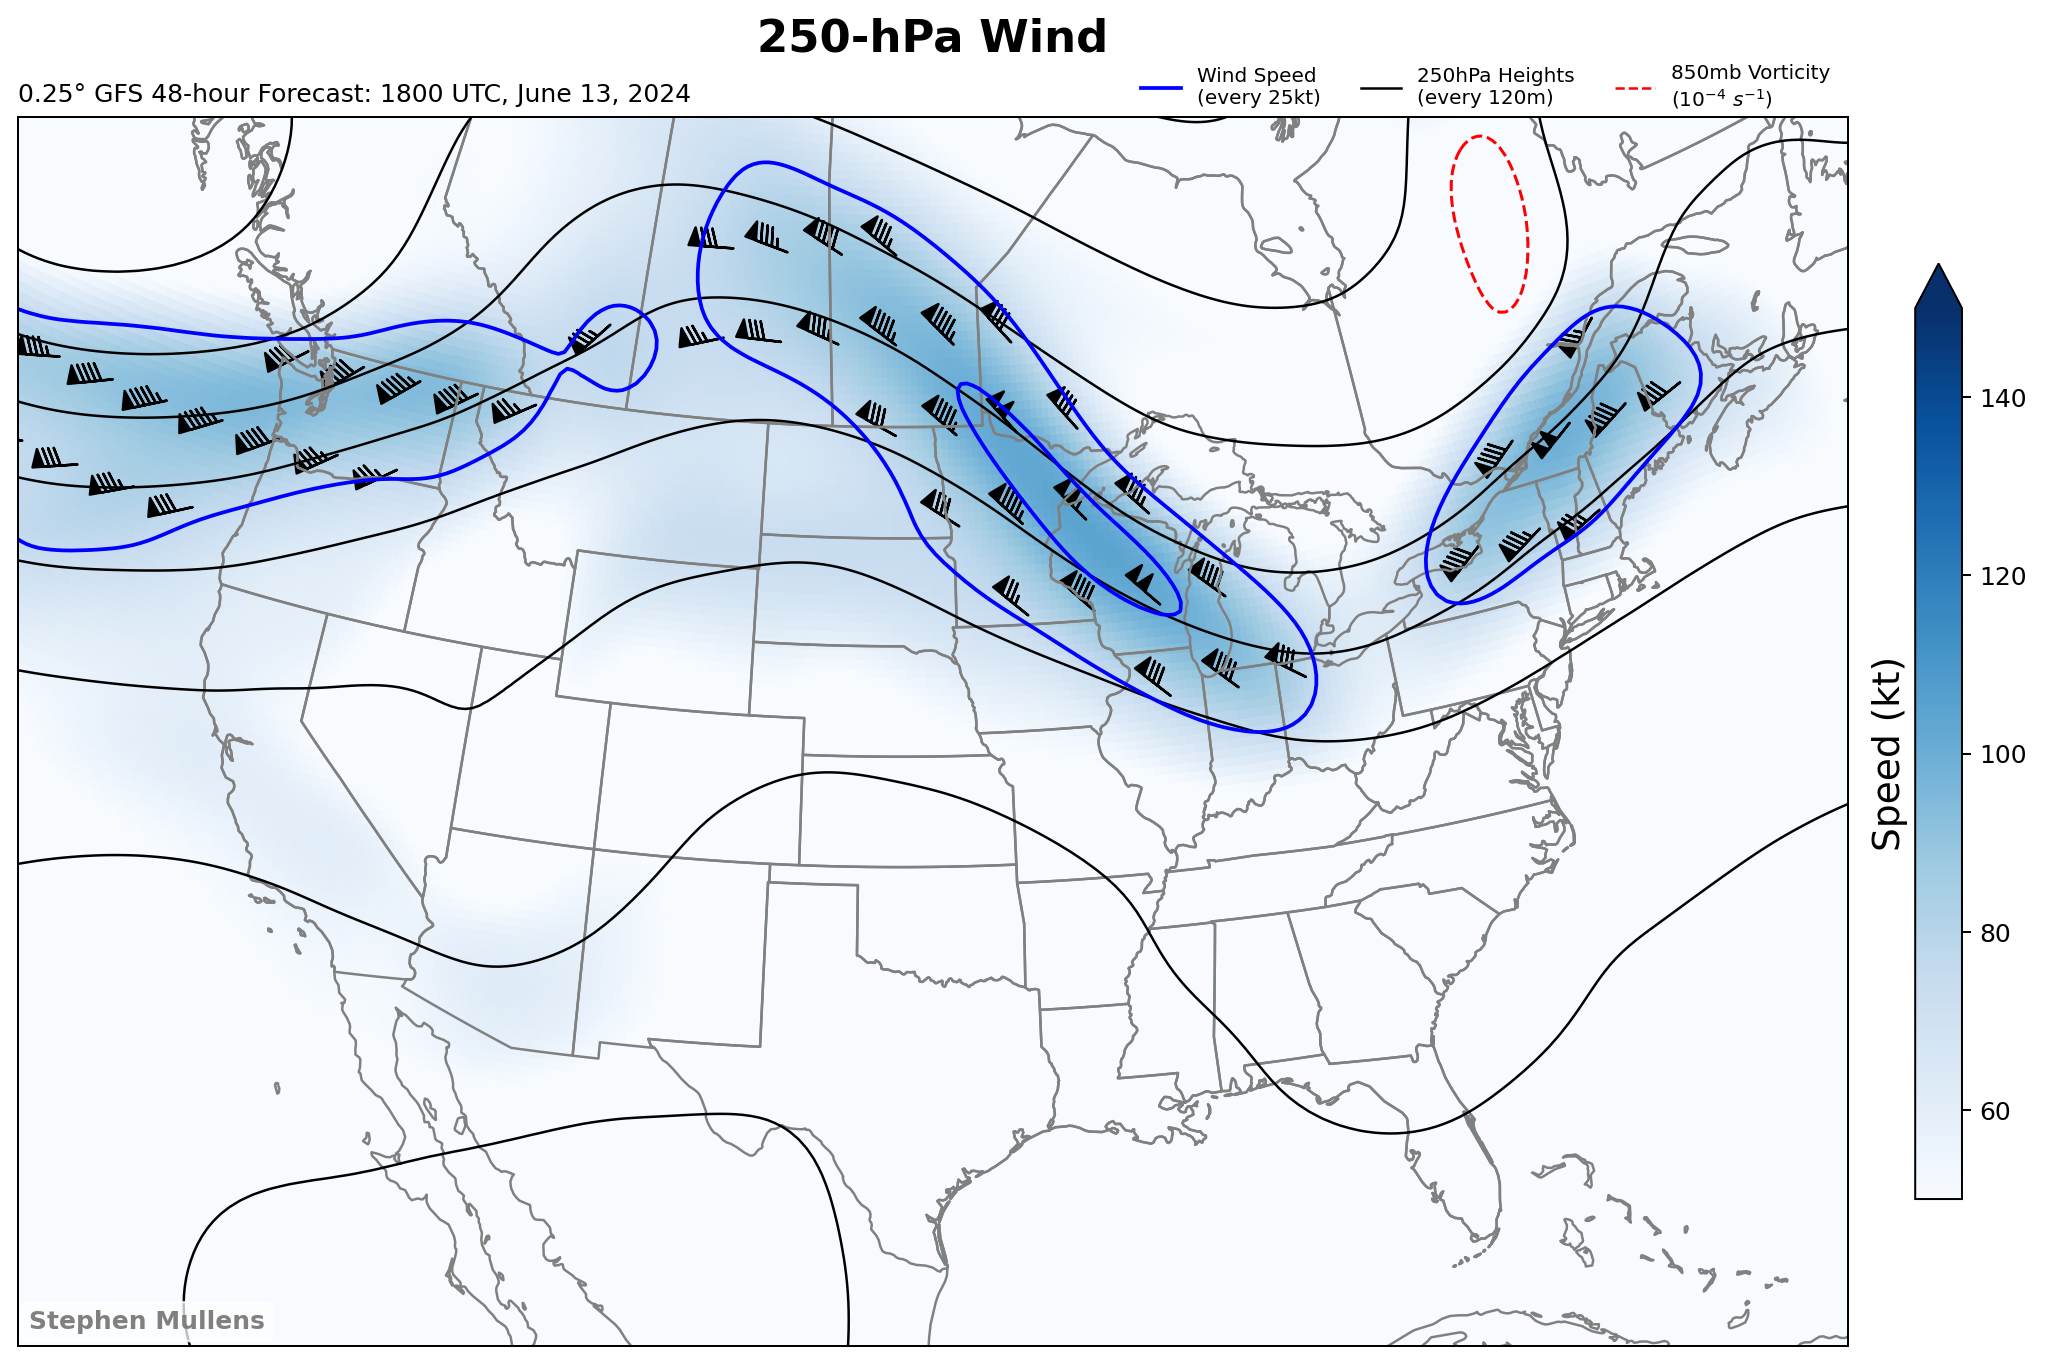 250-hPa Wind
0.25° GFS 48-hour Forecast: 1800 UTC, June 13, 2024
Wind Speed
(every 25kt)
250hPa Heights
(every 120m)
850mb Vorticity
(10⁻⁴ s⁻¹)
140
120
100
80
60
Speed (kt)
Stephen Mullens